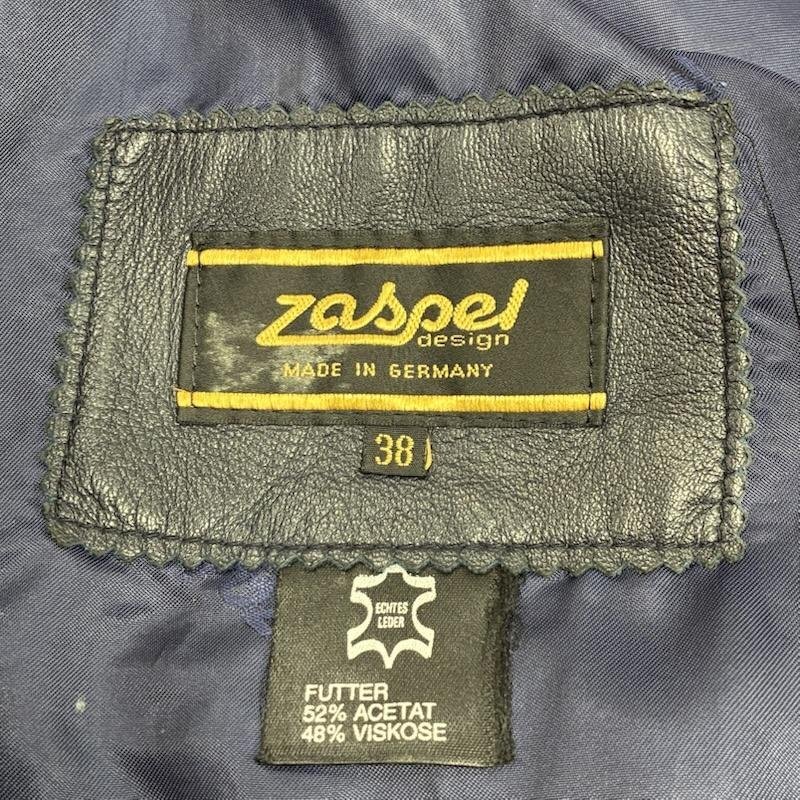 zaspel
design
MADE IN GERMANY
38
ECHTES
LEDER
FUTTER
52% ACETAT
48% VISKOSE